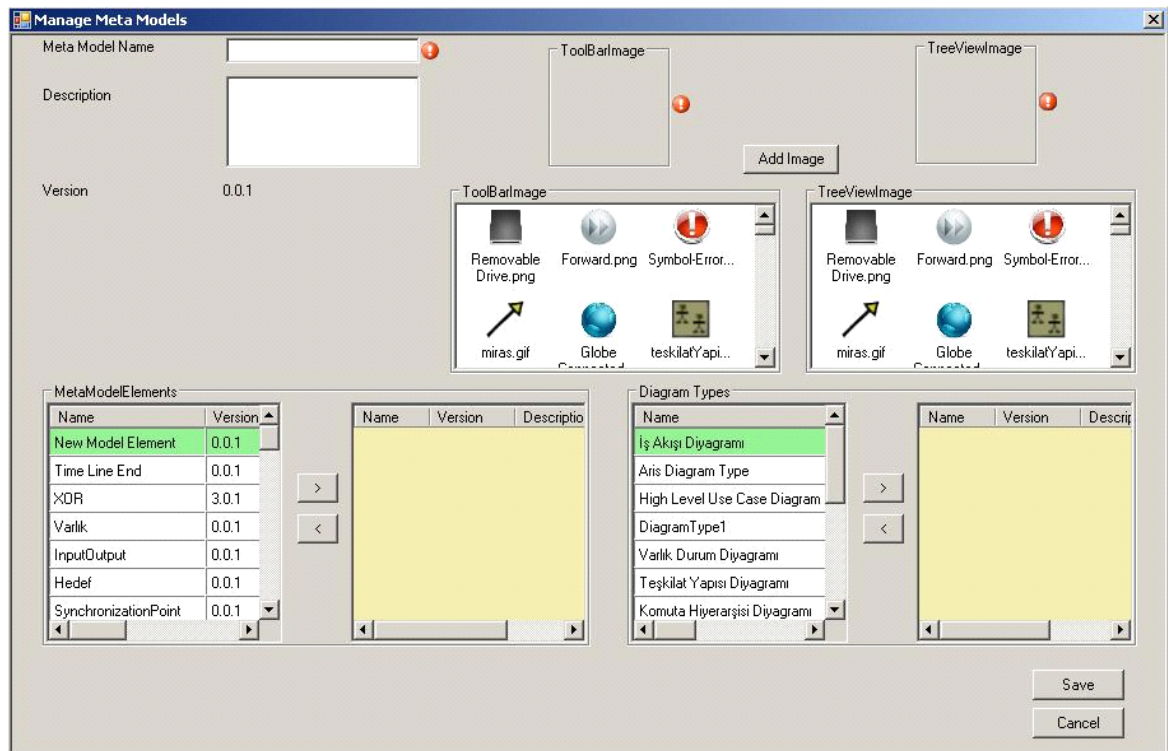 Manage Meta Models
Meta Model Name
ToolBarImage
TreeViewImage
Description
Add Image
Version 0.0.1
ToolBarImage
Removable Drive.png
Forward.png
Symbol-Error...
miras.gif
Globe
teskilatYapi...
TreeViewImage
Removable Drive.png
Forward.png
Symbol-Error...
miras.gif
Globe
teskilatYapi...
MetaModelElements
Name Version
New Model Element 0.0.1
Time Line End 0.0.1
XOR 3.0.1
Varlık 0.0.1
InputOutput 0.0.1
Hedef 0.0.1
SynchronizationPoint 0.0.1
>
<
Name Version Descriptio
Diagram Types
Name
İş Akışı Diyagramı
Aris Diagram Type
High Level Use Case Diagram
DiagramType1
Varlık Durum Diyagramı
Teşkilat Yapısı Diyagramı
Komuta Hiyerarşisi Diyagramı
>
<
Name Version Descrip
Save
Cancel